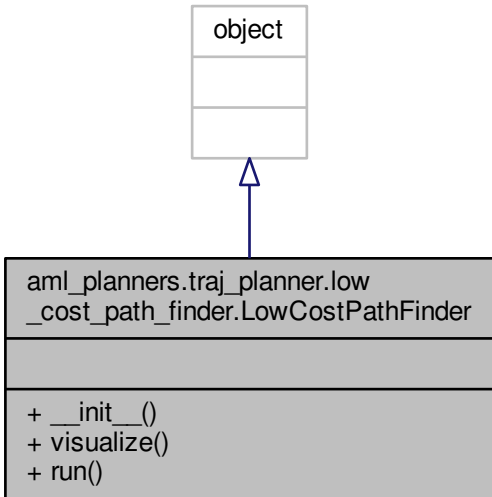 object
aml_planners.traj_planner.low
_cost_path_finder.LowCostPathFinder
+ __init__()
+ visualize()
+ run()